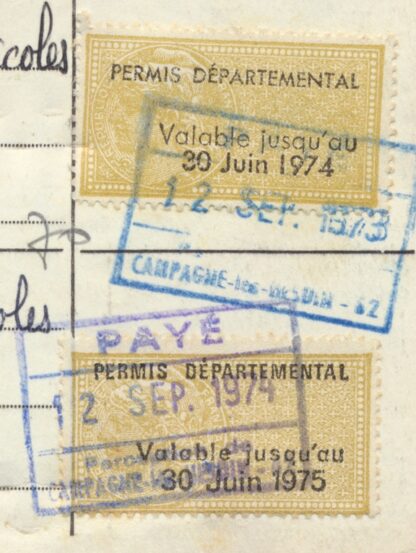 coles
PERMIS DÉPARTEMENTAL
Valable jusqu'au
30 Juin 1974
12 SEP. 1973
CAMPAGNE-les-HESDIN - 62
oles
PAYÉ
PERMIS DÉPARTEMENTAL
12 SEP. 1974
Valable jusqu'au
30 Juin 1975
CAMPAGNE